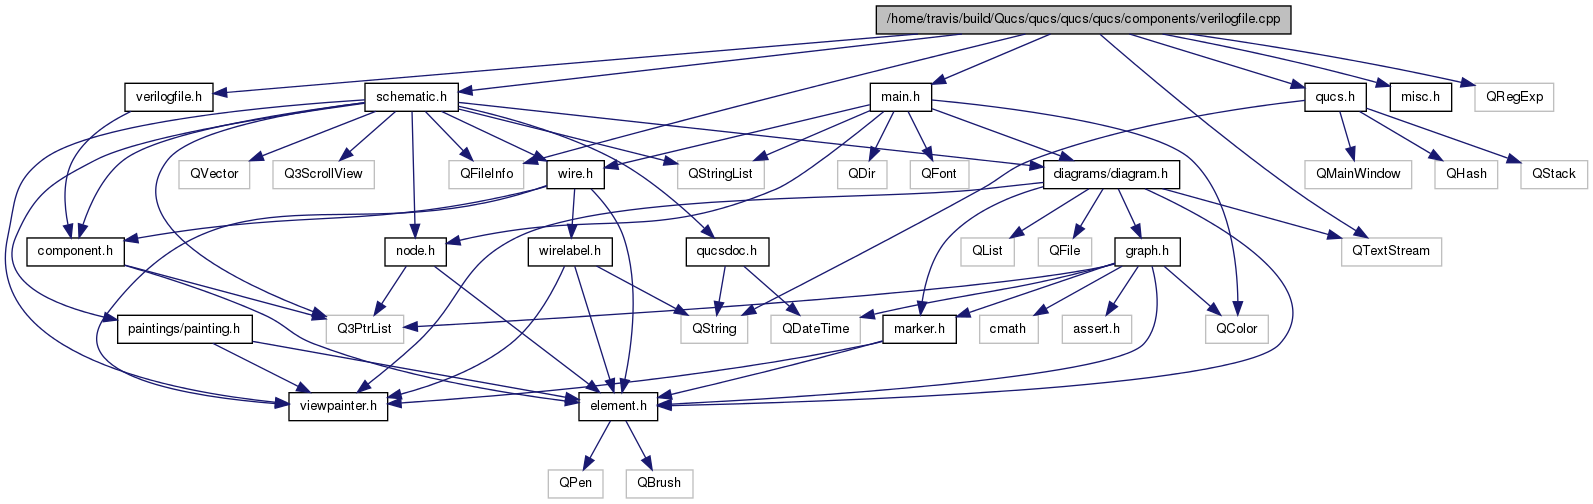 /home/travis/build/Qucs/qucs/qucs/qucs/components/verilogfile.cpp
verilogfile.h
schematic.h
main.h
qucs.h
misc.h
QRegExp
QVector
Q3ScrollView
QFileInfo
wire.h
QStringList
QDir
QFont
diagrams/diagram.h
QMainWindow
QHash
QStack
component.h
node.h
wirelabel.h
qucsdoc.h
QList
QFile
graph.h
QTextStream
paintings/painting.h
Q3PtrList
QString
QDateTime
marker.h
cmath
assert.h
QColor
viewpainter.h
element.h
QPen
QBrush